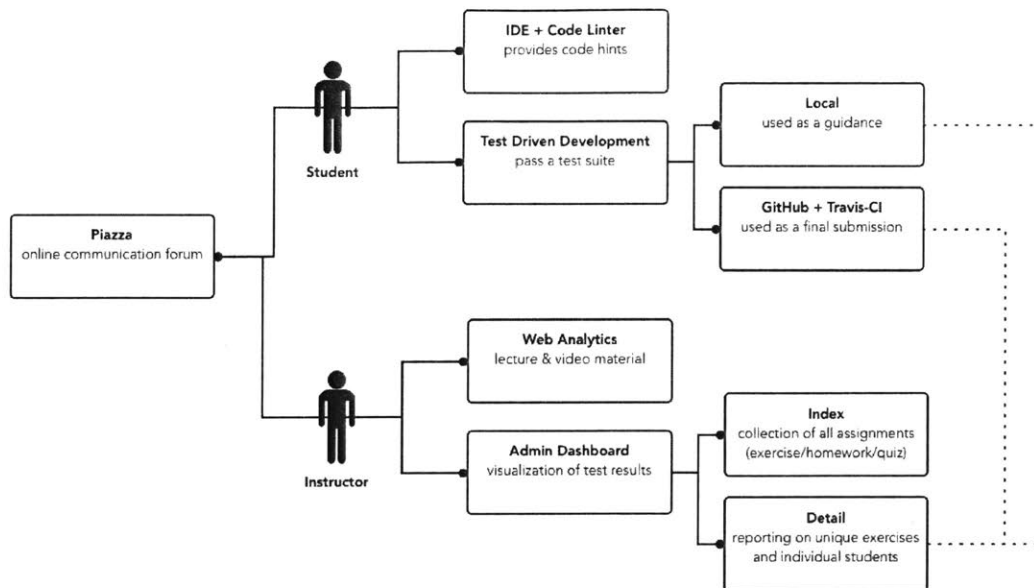 IDE + Code Linter
provides code hints
Local
used as a guidance
Test Driven Development
pass a test suite
Student
GitHub + Travis-CI
used as a final submission
Piazza
online communication forum
Web Analytics
lecture & video material
Index
collection of all assignments
(exercise/homework/quiz)
Admin Dashboard
visualization of test results
Instructor
Detail
reporting on unique exercises
and individual students